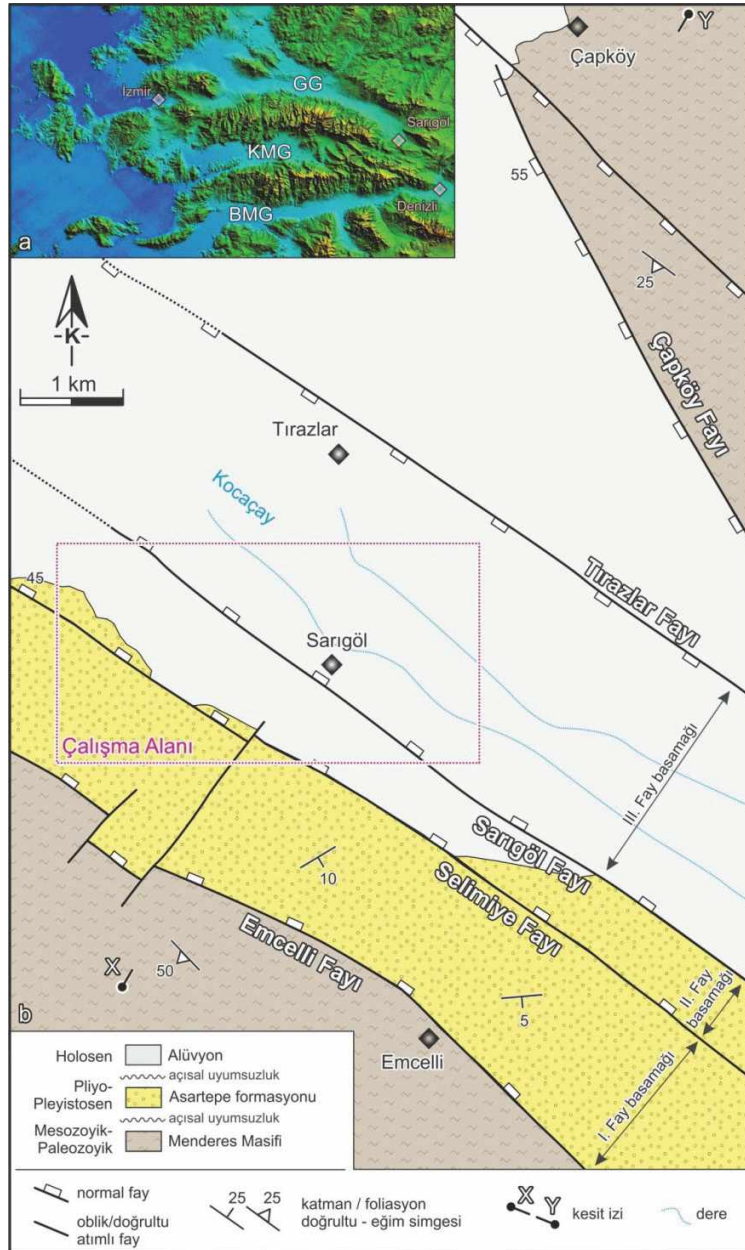 İzmir
GG
Sarıgöl
KMG
Denizli
BMG
a
Y
Çapköy
55
25
Çapköy Fayı
K
1 km
Tırazlar
Kocaçay
Tırazlar Fayı
45
Sarıgöl
Çalışma Alanı
III. Fay basamağı
Sarıgöl Fayı
10
Selimiye Fayı
Emcelli Fayı
X
50
5
II. Fay
basamağı
I. Fay basamağı
b
Emcelli
Holosen
Alüvyon
açısal uyumsuzluk
Pliyo-
Pleyistosen
Asartepe formasyonu
açısal uyumsuzluk
Mesozoyik-
Paleozoyik
Menderes Masifi
normal fay
oblik/doğrultu
atımlı fay
25 25
katman / foliasyon
doğrultu - eğim simgesi
X Y
kesit izi
dere